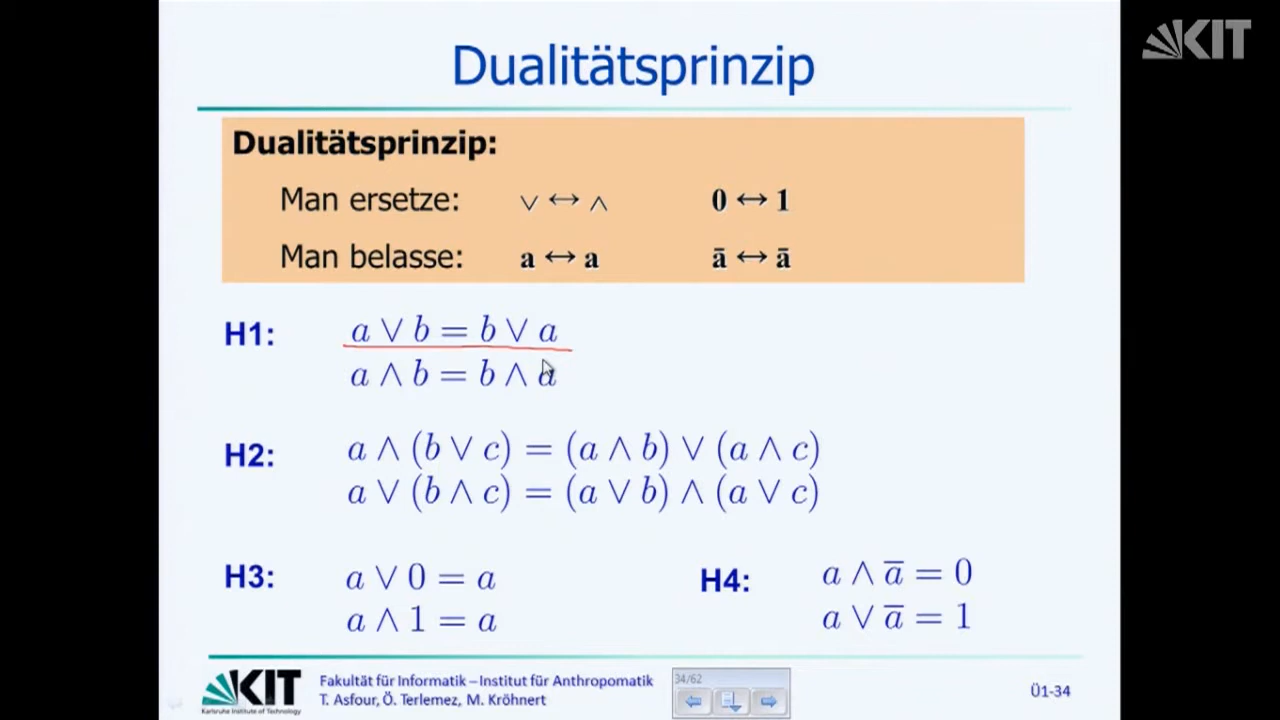 KIT
Dualitätsprinzip
Dualitätsprinzip:
Man ersetze: ∨ ↔ ∧ 0 ↔ 1
Man belasse: a ↔ a ā ↔ ā
H1: a ∨ b = b ∨ a
a ∧ b = b ∧ a
H2: a ∧ (b ∨ c) = (a ∧ b) ∨ (a ∧ c)
a ∨ (b ∧ c) = (a ∨ b) ∧ (a ∨ c)
H3: a ∨ 0 = a
a ∧ 1 = a
H4: a ∧ a̅ = 0
a ∨ a̅ = 1
KIT
Karlsruhe Institute of Technology
Fakultät für Informatik – Institut für Anthropomatik
T. Asfour, Ö. Terlemez, M. Kröhnert
34/62
Ü1-34